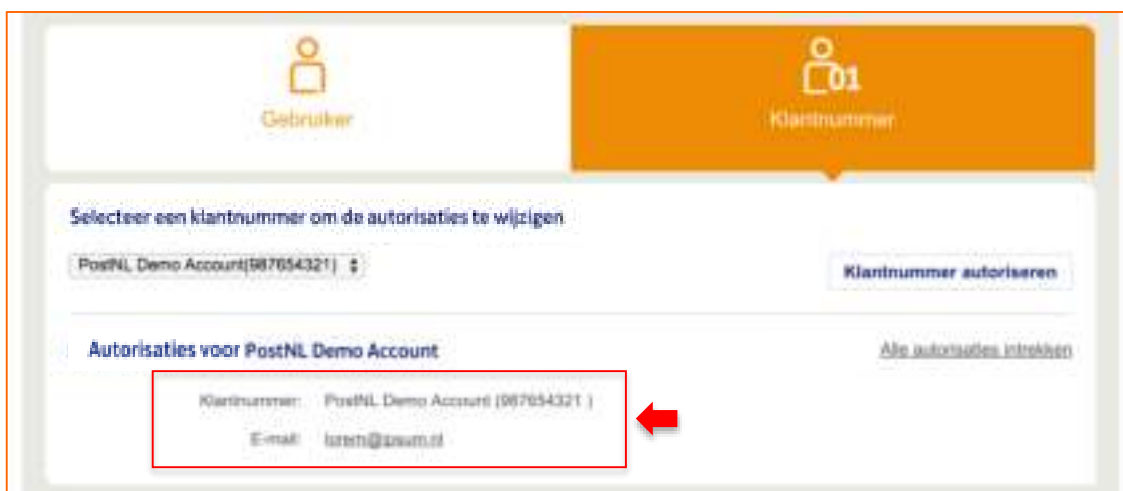 Gebruiker
01
Klantnummer
Selecteer een klantnummer om de autorisaties te wijzigen
PostNL Demo Account(987654321)
Klantnummer autoriseren
Autorisaties voor PostNL Demo Account
Alle autorisaties intrekken
Klantnummer: PostNL Demo Account (987654321 )
E-mail: lorem@ipsum.nl